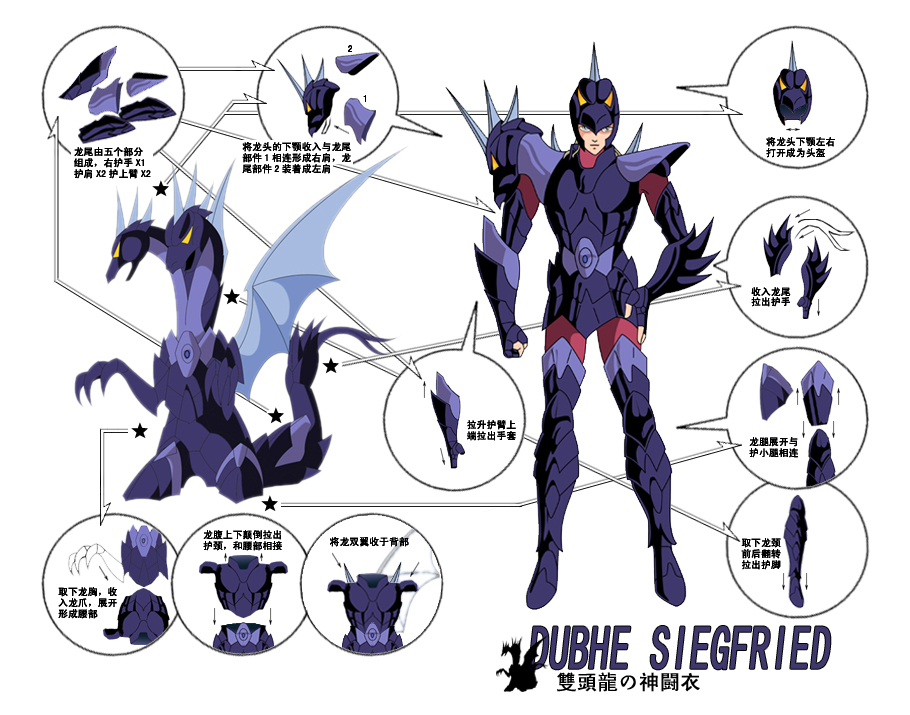 龙尾由五个部分
组成，右护手 X1
护肩 X2 护上臂 X2
2
1
将龙头的下颚收入与龙尾
部件 1 相连形成右肩，龙
尾部件 2 装着成左肩
将龙头下颚左右
打开成为头盔
收入龙尾
拉出护手
拉升护臂上
端拉出手套
龙腿展开与
护小腿相连
取下龙颈
前后翻转
拉出护脚
取下龙胸，收
入龙爪，展开
形成腰部
龙腹上下颠倒拉出
护颈，和腰部相接
将龙双翼收于背部
DUBHE SIEGFRIED
雙頭龍の神闘衣